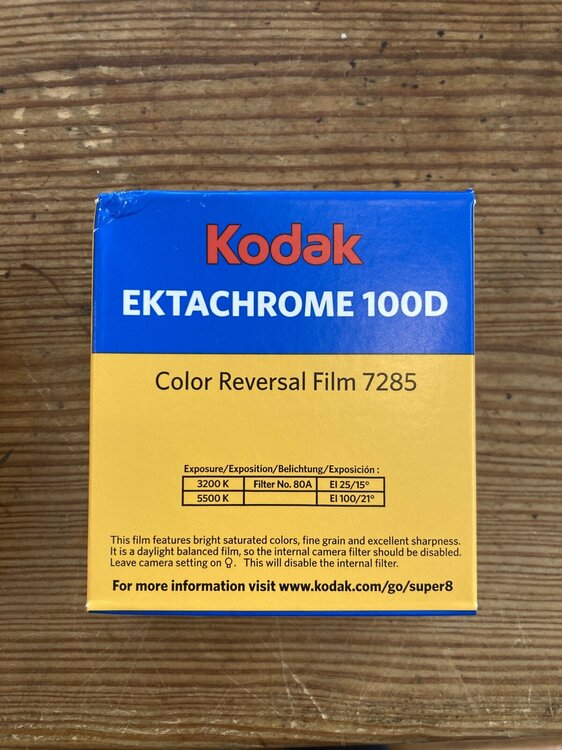 Kodak
EKTACHROME 100D
Color Reversal Film 7285
Exposure/Exposition/Belichtung/Exposición :
3200 K Filter No. 80A EI 25/15°
5500 K EI 100/21°
This film features bright saturated colors, fine grain and excellent sharpness.
It is a daylight balanced film, so the internal camera filter should be disabled.
Leave camera setting on . This will disable the internal filter.
For more information visit www.kodak.com/go/super8